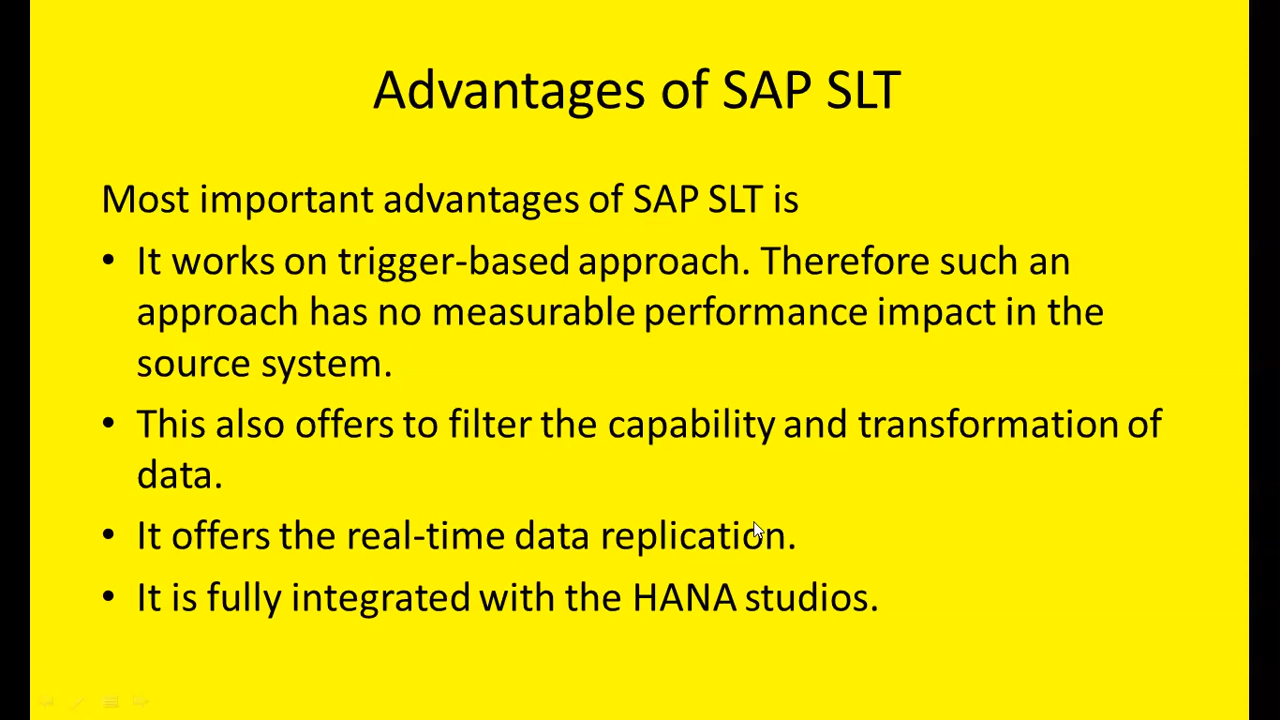 Advantages of SAP SLT
Most important advantages of SAP SLT is
• It works on trigger-based approach. Therefore such an
approach has no measurable performance impact in the
source system.
• This also offers to filter the capability and transformation of
data.
• It offers the real-time data replication.
• It is fully integrated with the HANA studios.